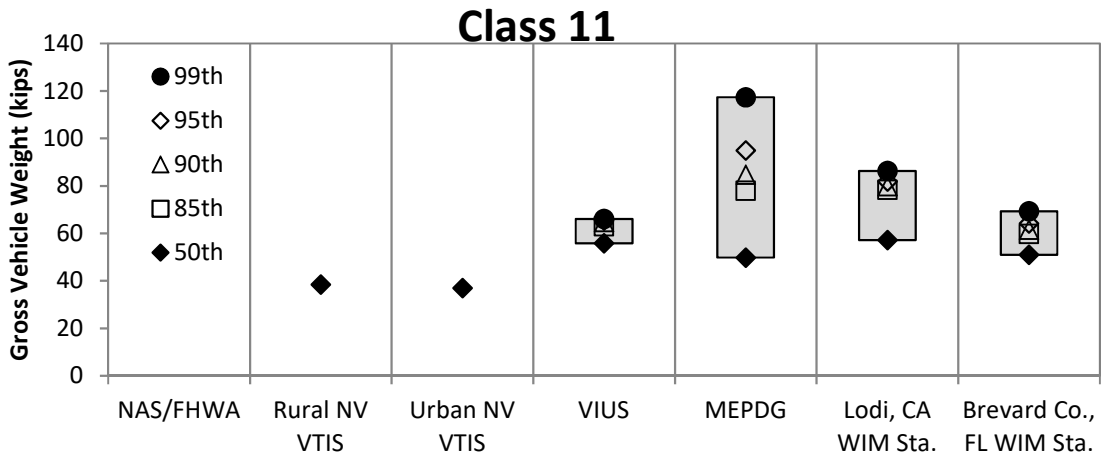 Class 11
Gross Vehicle Weight (kips)
140
120
100
80
60
40
20
0
99th
95th
90th
85th
50th
NAS/FHWA
Rural NV
VTIS
Urban NV
VTIS
VIUS
MEPDG
Lodi, CA
WIM Sta.
Brevard Co.,
FL WIM Sta.